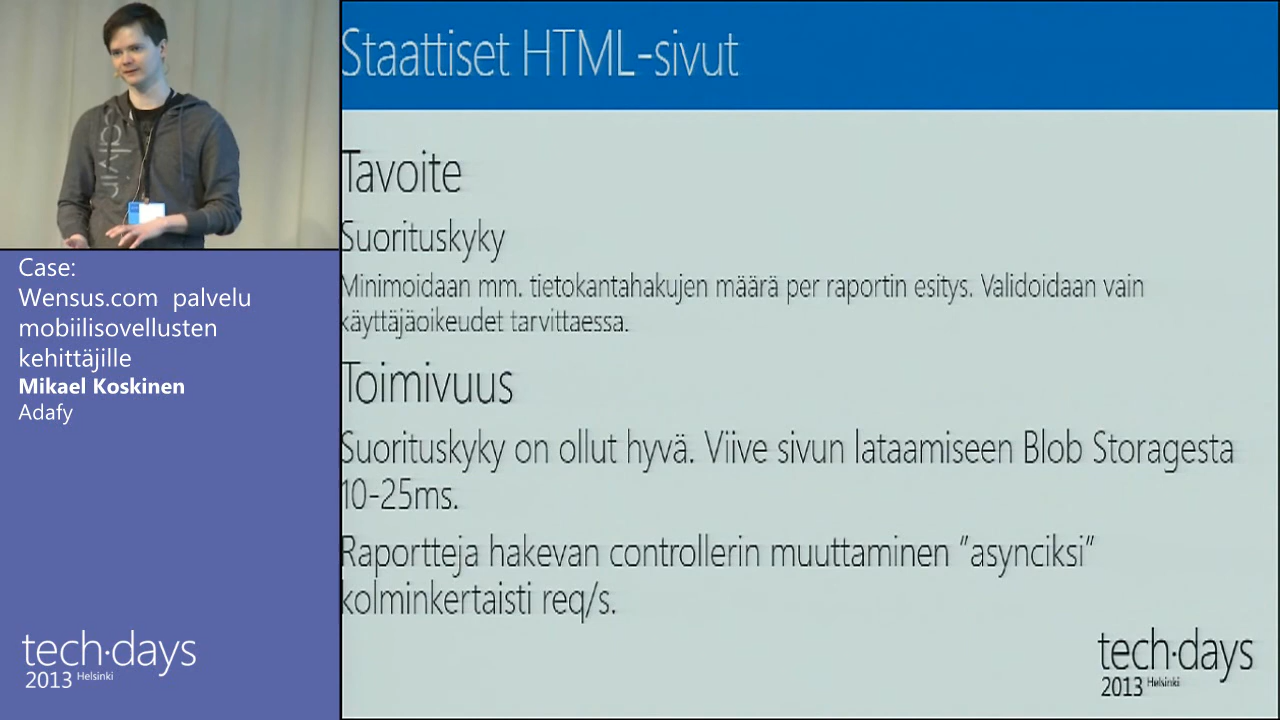 Staattiset HTML-sivut
Tavoite
Suorituskyky
Minimoidaan mm. tietokantahakujen määrä per raportin esitys. Validoidaan vain
käyttäjäoikeudet tarvittaessa.
Toimivuus
Suorituskyky on ollut hyvä. Viive sivun lataamiseen Blob Storagesta
10-25ms.
Raportteja hakevan controllerin muuttaminen "asynciksi"
kolminkertaisti req/s.
tech·days
2013 Helsinki
Case:
Wensus.com palvelu
mobiilisovellusten
kehittäjille
Mikael Koskinen
Adafy
tech·days
2013 Helsinki